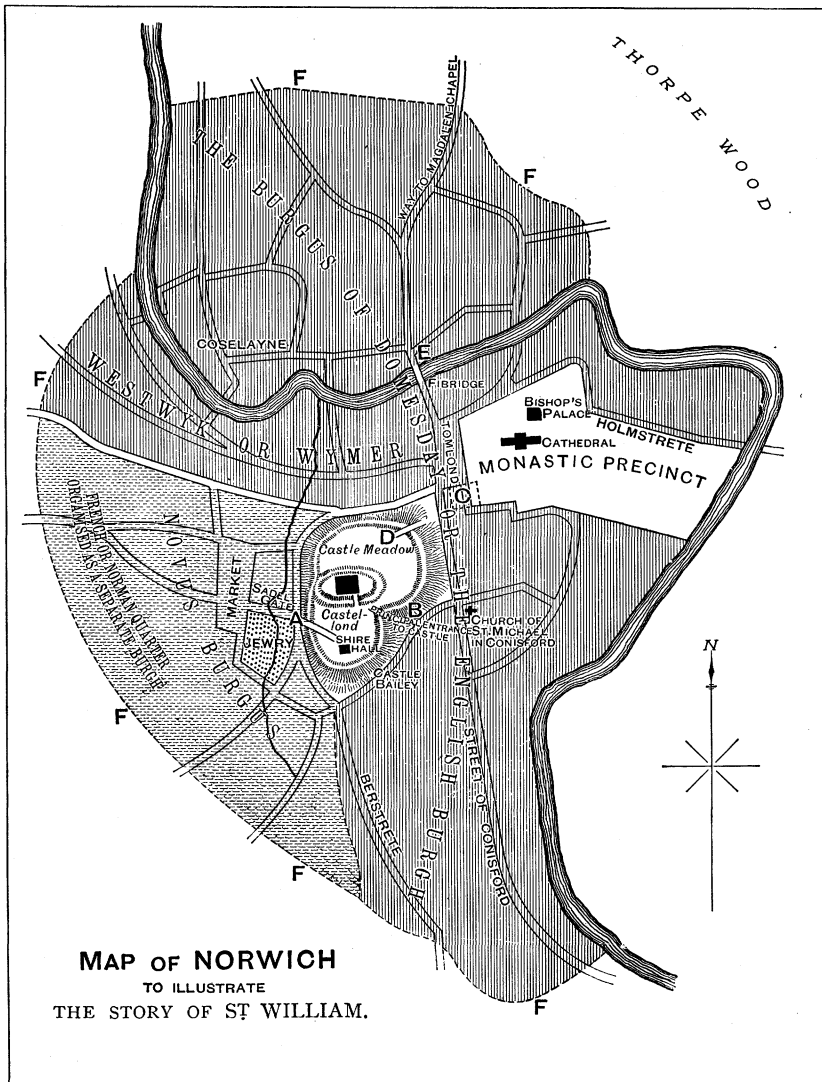 F
THORPE WOOD
WAY TO MAGDALEN CHAPEL
F
THE BURGUS OF DOMESDAY OR THE ENGLISH BURGH
COSELAYNE
E
FIBRIDGE
F
WESTWYK OR WYMER
BISHOP'S
PALACE
HOLMSTRETE
CATHEDRAL
MONASTIC PRECINCT
TOMLOND
C
FRENCH OR NORMAN QUARTER
ORGANISED AS A SEPARATE BURGH
NOVUS BURGUS
D
Castle Meadow
MARKET
SADEL
GATE
A
Castel-
lond
B
PRINCIPAL ENTRANCE
TO CASTLE
CHURCH OF
ST. MICHAEL
IN CONISFORD
JEWRY
SHIRE
HALL
CASTLE
BAILEY
N
F
BERSTRETE
STREET OF CONISFORD
F
F
MAP OF NORWICH
TO ILLUSTRATE
THE STORY OF ST. WILLIAM.